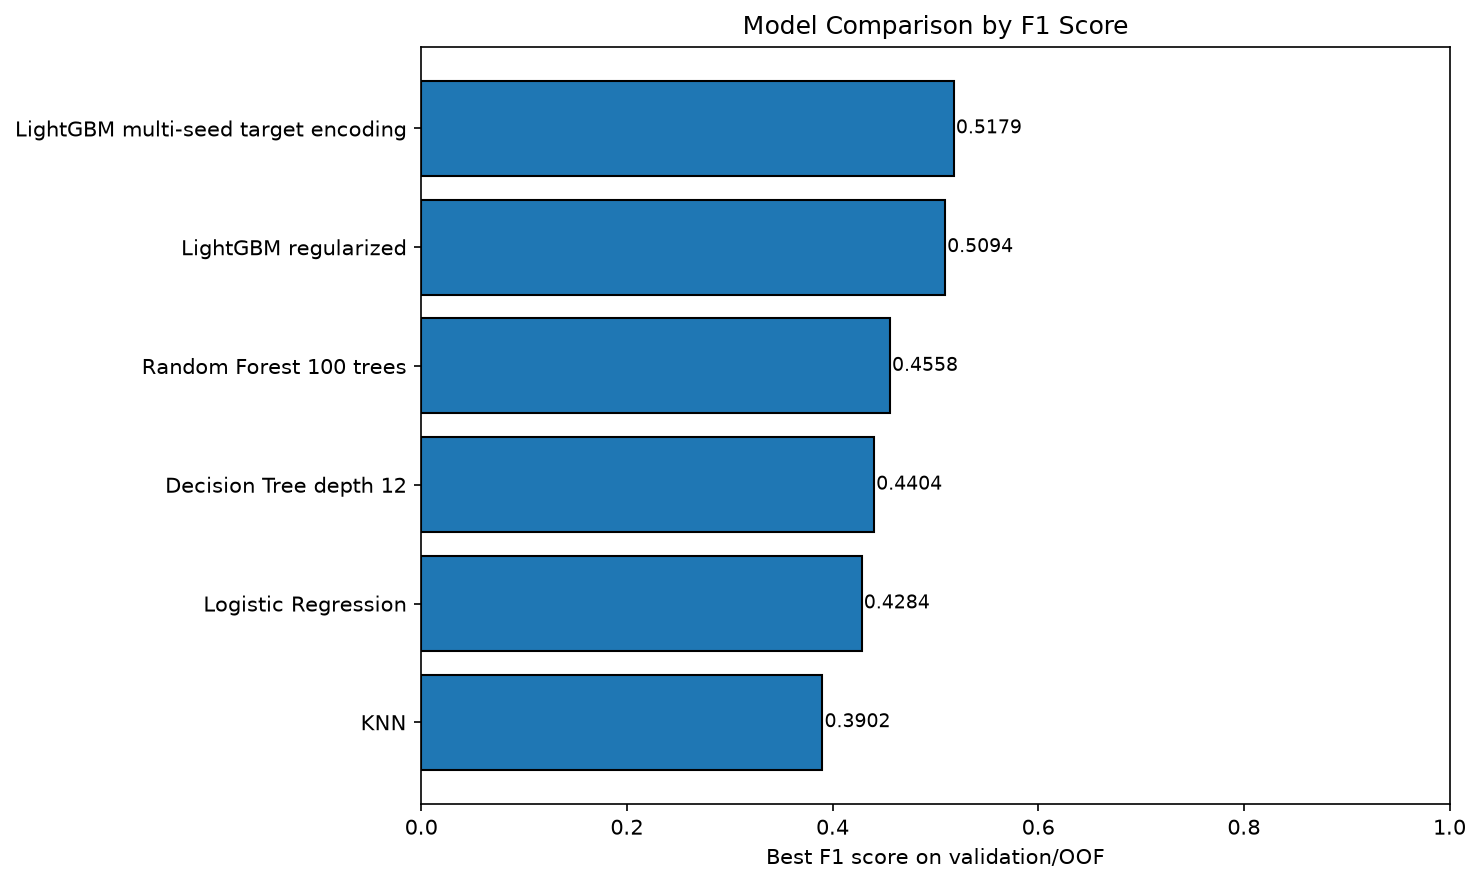 Model Comparison by F1 Score
LightGBM multi-seed target encoding
0.5179
LightGBM regularized
0.5094
Random Forest 100 trees
0.4558
Decision Tree depth 12
0.4404
Logistic Regression
0.4284
KNN
0.3902
0.0 0.2 0.4 0.6 0.8 1.0
Best F1 score on validation/OOF